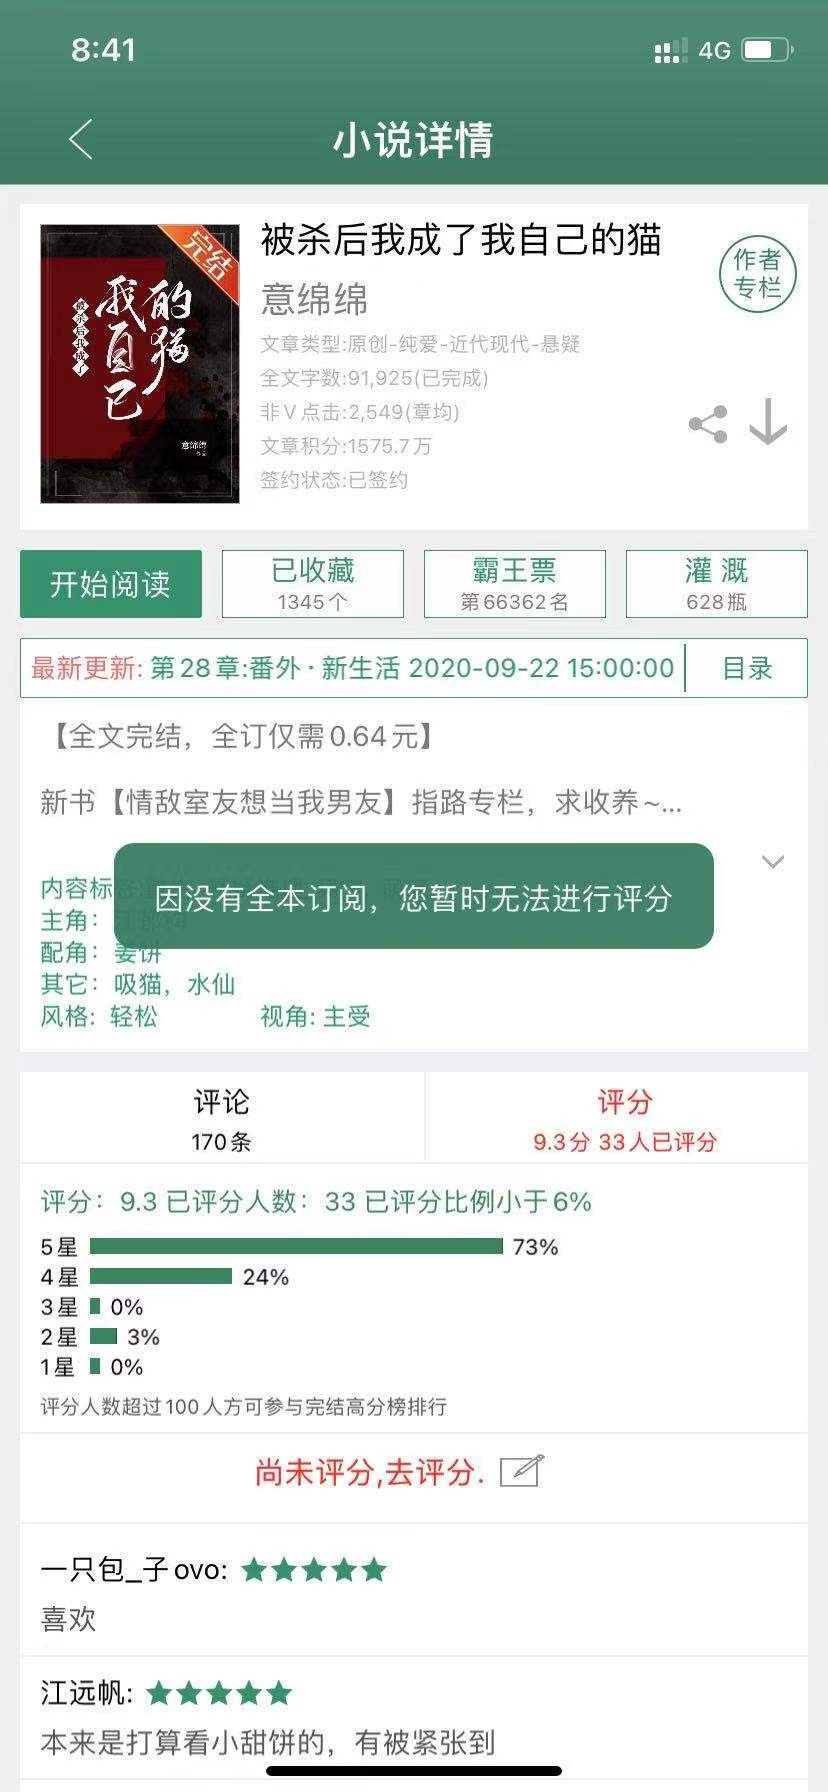 8:41
4G
小说详情
完结
被杀后我成了
我自己
的猫
意绵绵
被杀后我成了我自己的猫
作者
专栏
意绵绵
文章类型:原创-纯爱-近代现代-悬疑
全文字数:91,925(已完成)
非V点击:2,549(章均)
文章积分:1575.7万
签约状态:已签约
开始阅读
已收藏
1345个
霸王票
第66362名
灌溉
628瓶
最新更新: 第28章:番外·新生活 2020-09-22 15:00:00
目录
【全文完结，全订仅需0.64元】
新书【情敌室友想当我男友】指路专栏，求收养~...
因没有全本订阅，您暂时无法进行评分
内容标
主角：
配角：姜饼
其它：吸猫，水仙
风格: 轻松 视角: 主受
评论
170条
评分
9.3分 33人已评分
评分：9.3 已评分人数：33 已评分比例小于6%
5星 73%
4星 24%
3星 0%
2星 3%
1星 0%
评分人数超过100人方可参与完结高分榜排行
尚未评分,去评分.
一只包_子ovo: ★★★★★
喜欢
江远帆: ★★★★★
本来是打算看小甜饼的，有被紧张到